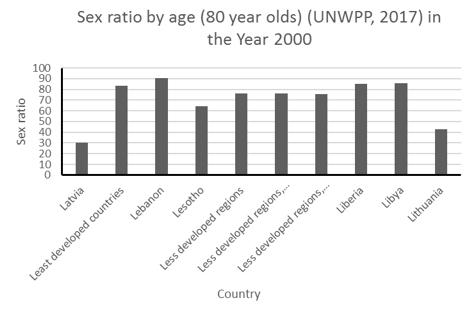 Sex ratio by age (80 year olds) (UNWPP, 2017) in
the Year 2000
Sex ratio
100
90
80
70
60
50
40
30
20
10
0
Latvia
Least developed countries
Lebanon
Lesotho
Less developed regions
Less developed regions,...
Less developed regions,...
Liberia
Libya
Lithuania
Country